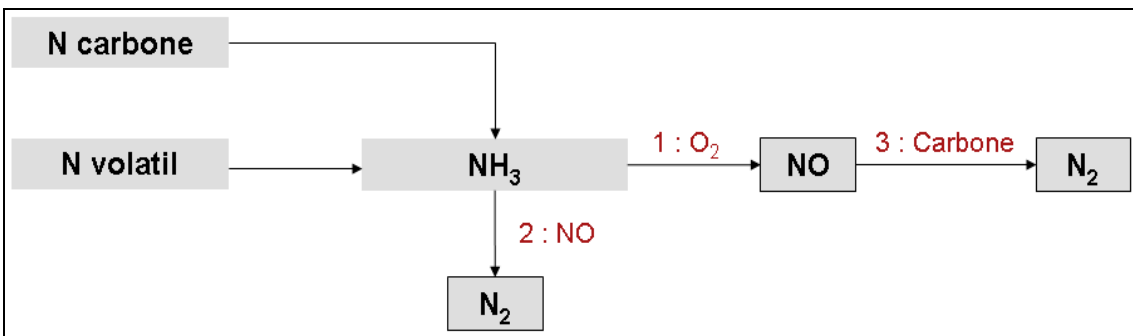 N carbone
N volatil
NH₃
1 : O₂
NO
3 : Carbone
N₂
2 : NO
N₂